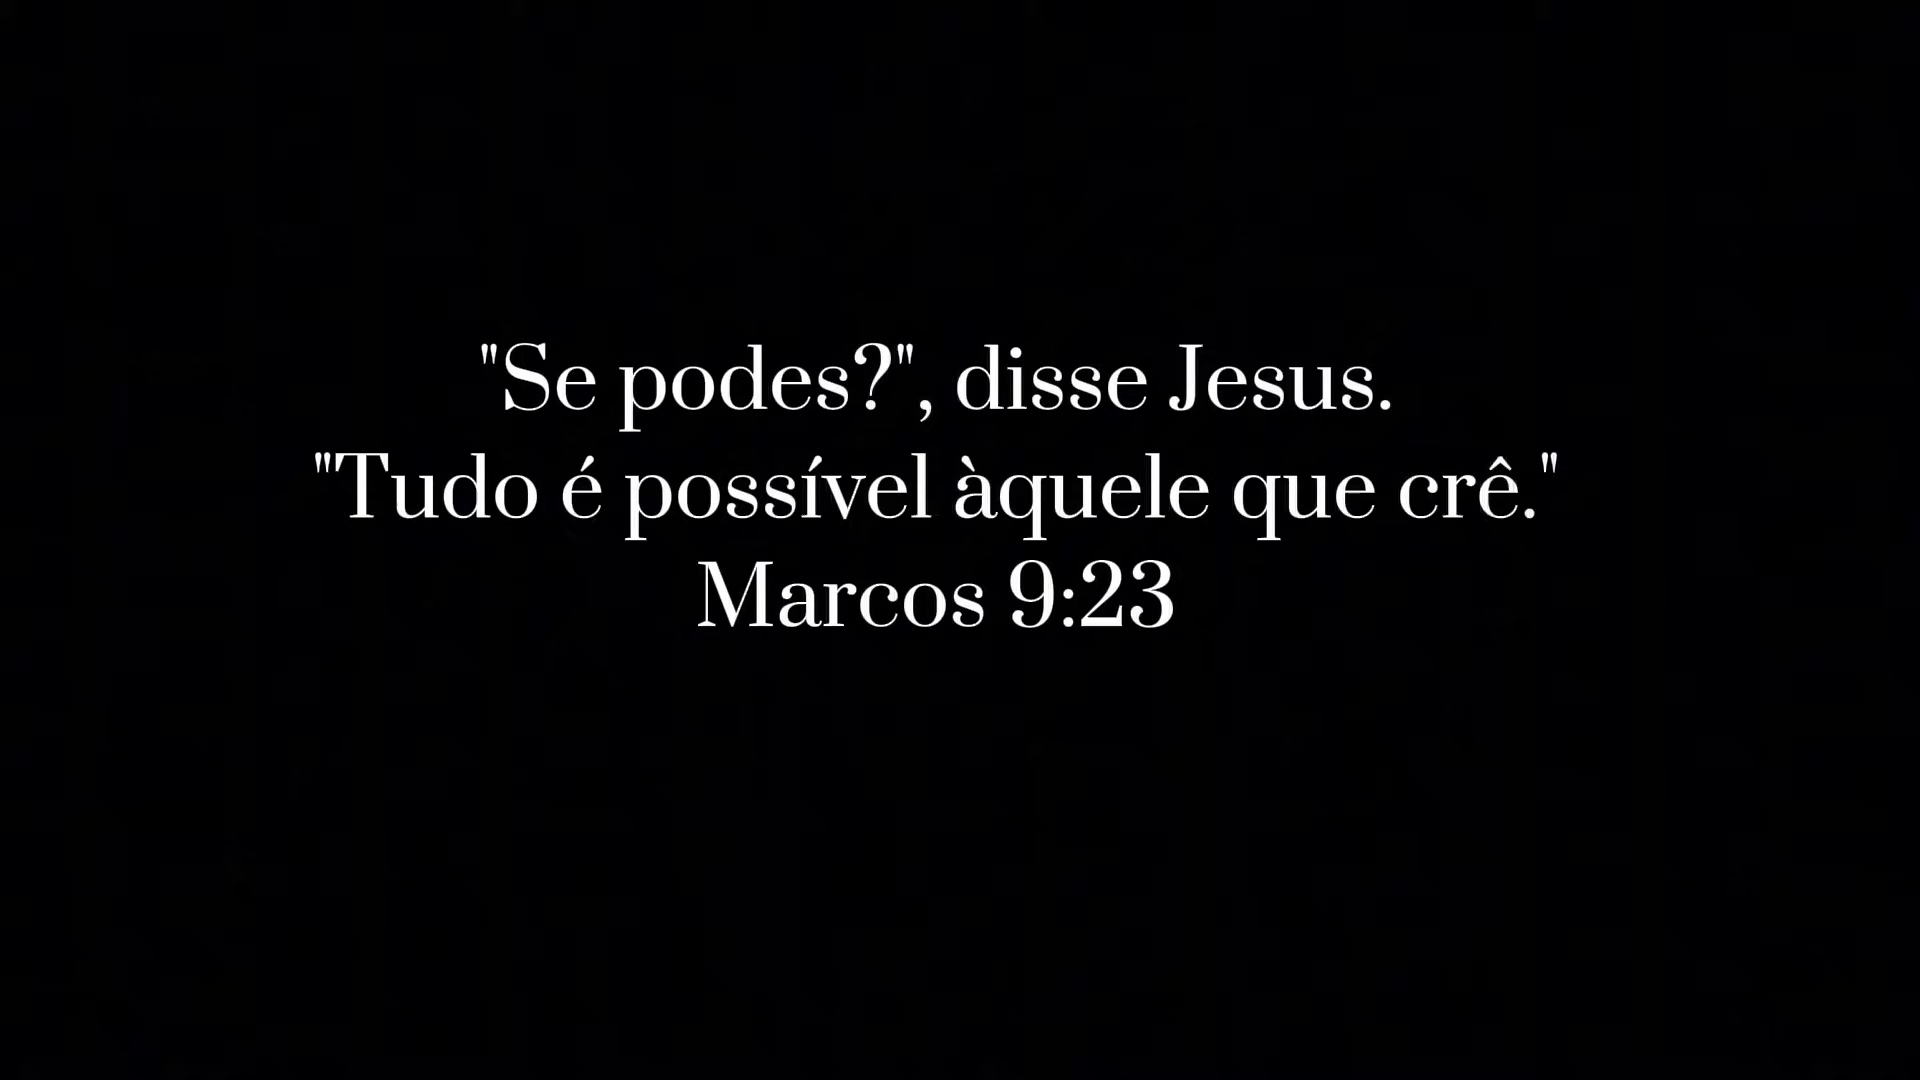 "Se podes?", disse Jesus.
"Tudo é possível àquele que crê."
Marcos 9:23